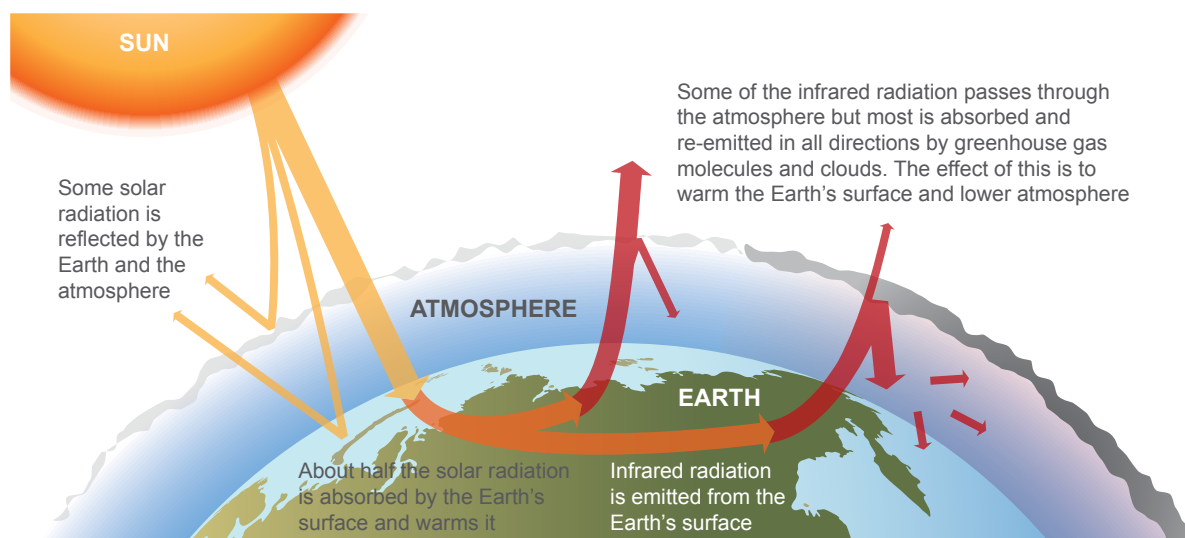 SUN
Some of the infrared radiation passes through
the atmosphere but most is absorbed and
re-emitted in all directions by greenhouse gas
molecules and clouds. The effect of this is to
warm the Earth's surface and lower atmosphere
Some solar
radiation is
reflected by the
Earth and the
atmosphere
ATMOSPHERE
EARTH
About half the solar radiation
is absorbed by the Earth's
surface and warms it
Infrared radiation
is emitted from the
Earth's surface